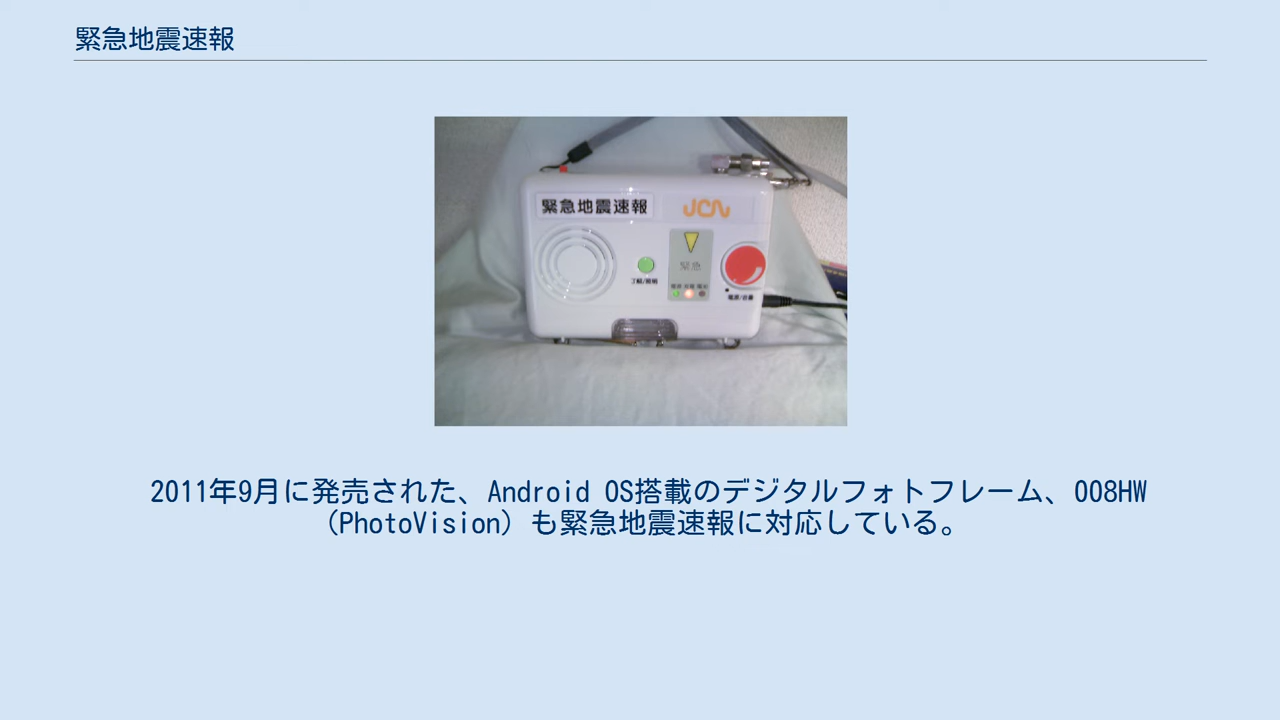 緊急地震速報
緊急地震速報 JCN
緊急
2011年9月に発売された、Android OS搭載のデジタルフォトフレーム、008HW
（PhotoVision）も緊急地震速報に対応している。